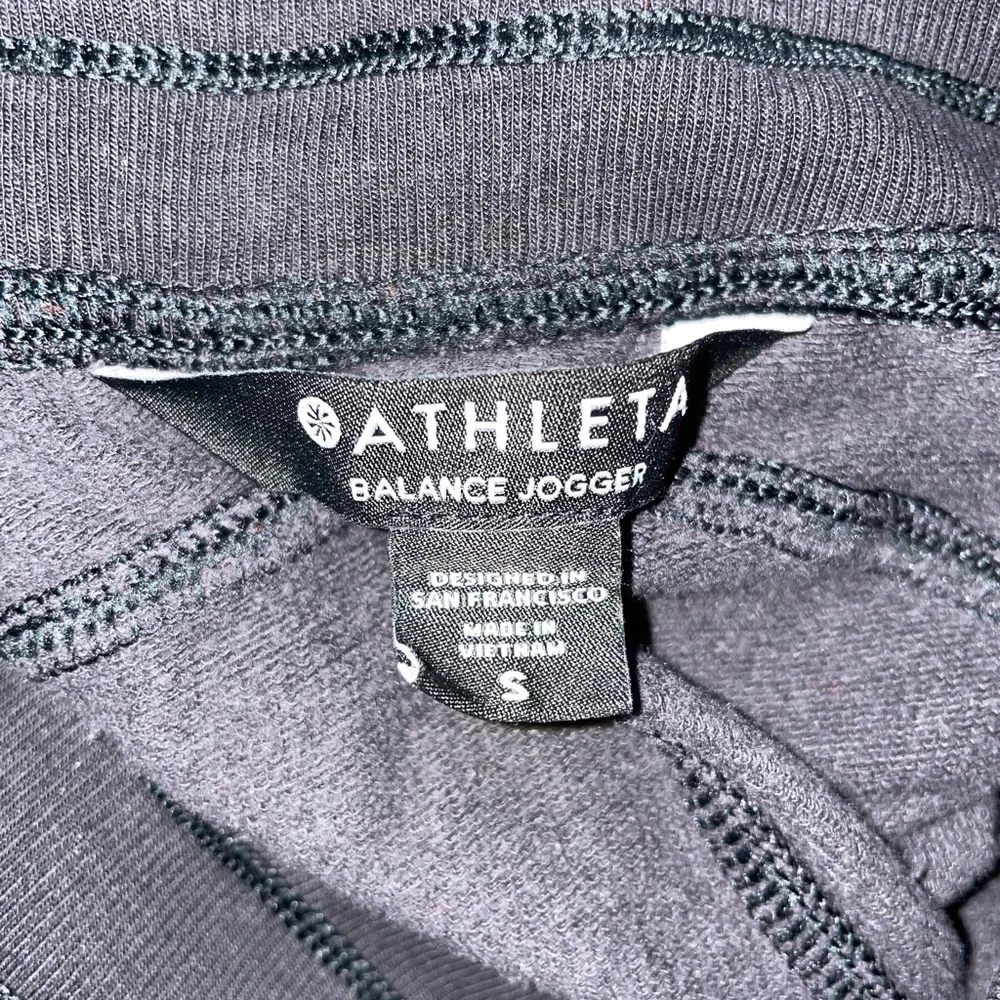 ATHLETA
BALANCE JOGGER
DESIGNED IN
SAN FRANCISCO
MADE IN
VIETNAM
S